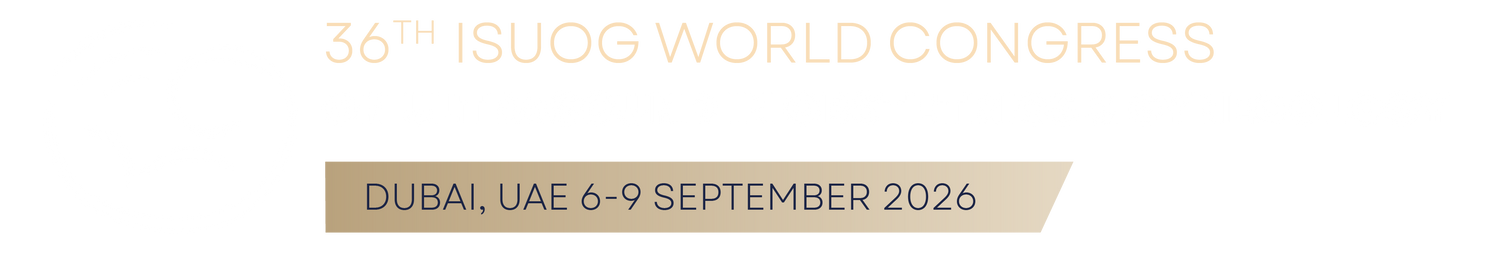 36TH ISUOG WORLD CONGRESS
DUBAI, UAE 6-9 SEPTEMBER 2026